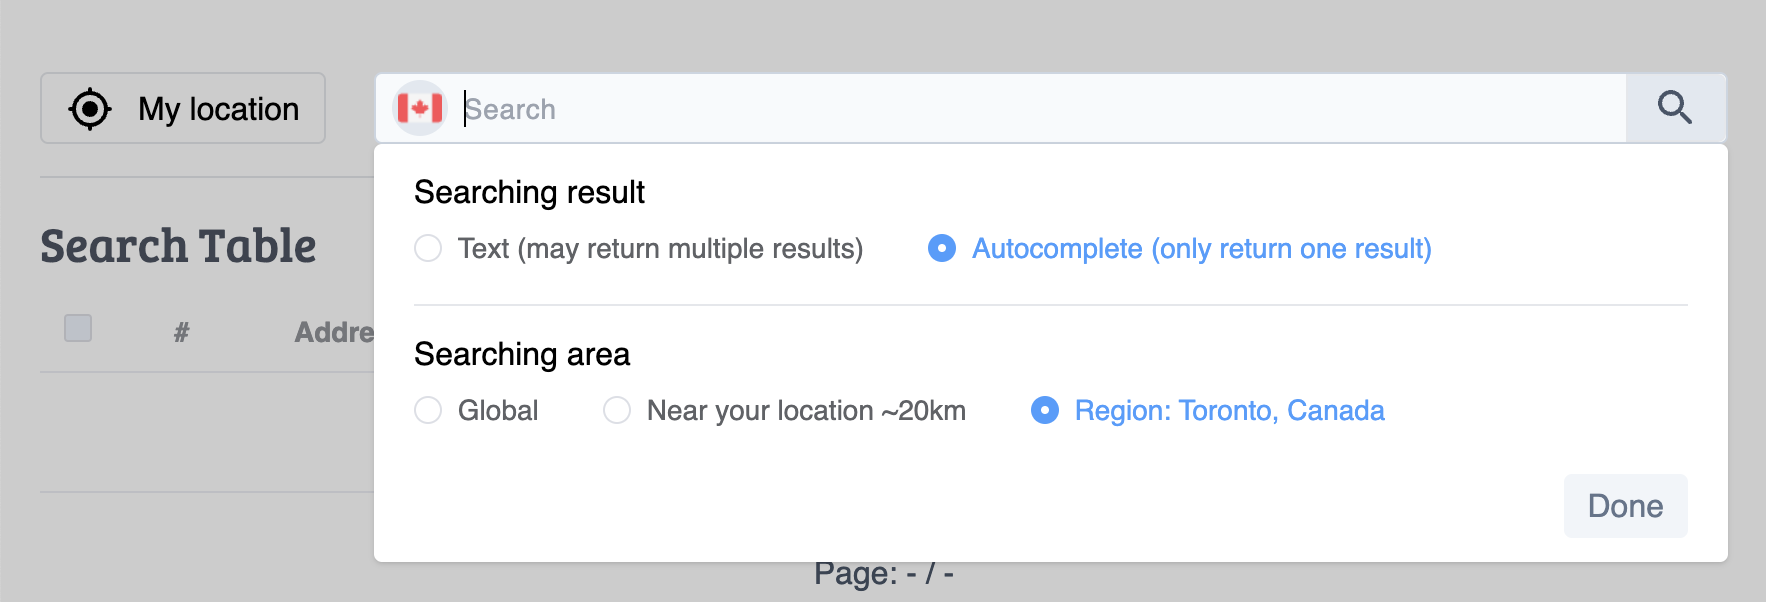 My location
Search
Searching result
Text (may return multiple results)
Autocomplete (only return one result)
Search Table
#
Addre
Searching area
Global
Near your location ~20km
Region: Toronto, Canada
Done
Page: - / -